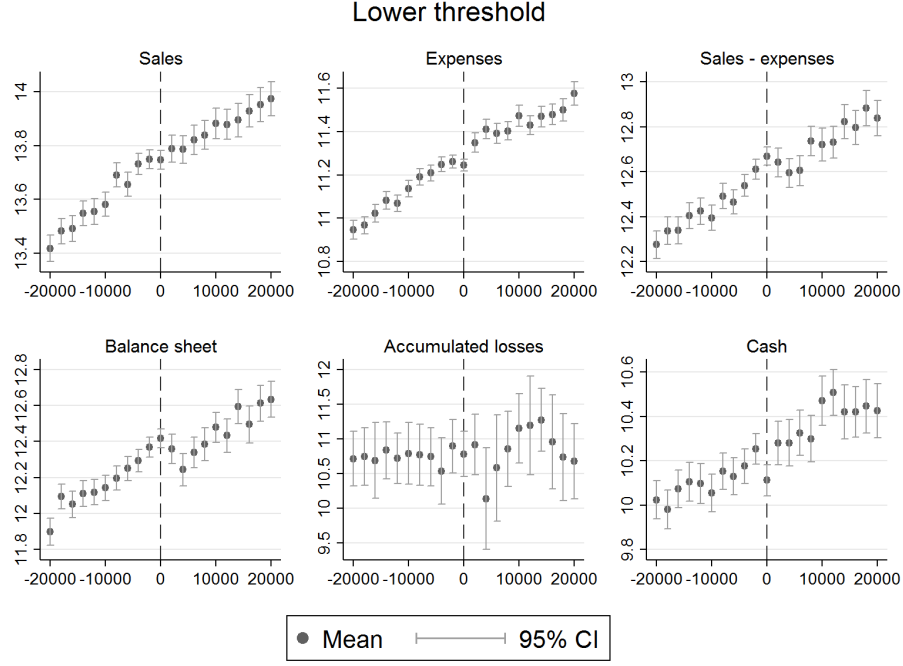 Lower threshold
Sales
Expenses
Sales - expenses
14
13.8
13.6
13.4
-20000 -10000 0 10000 20000
11.6
11.4
11.2
11
10.8
-20000 -10000 0 10000 20000
13
12.8
12.6
12.4
12.2
-20000 -10000 0 10000 20000
Balance sheet
Accumulated losses
Cash
12.8
12.6
12.4
12.2
12
11.8
-20000 -10000 0 10000 20000
12
11.5
11
10.5
10
9.5
-20000 -10000 0 10000 20000
10.6
10.4
10.2
10
9.8
-20000 -10000 0 10000 20000
Mean 95% CI